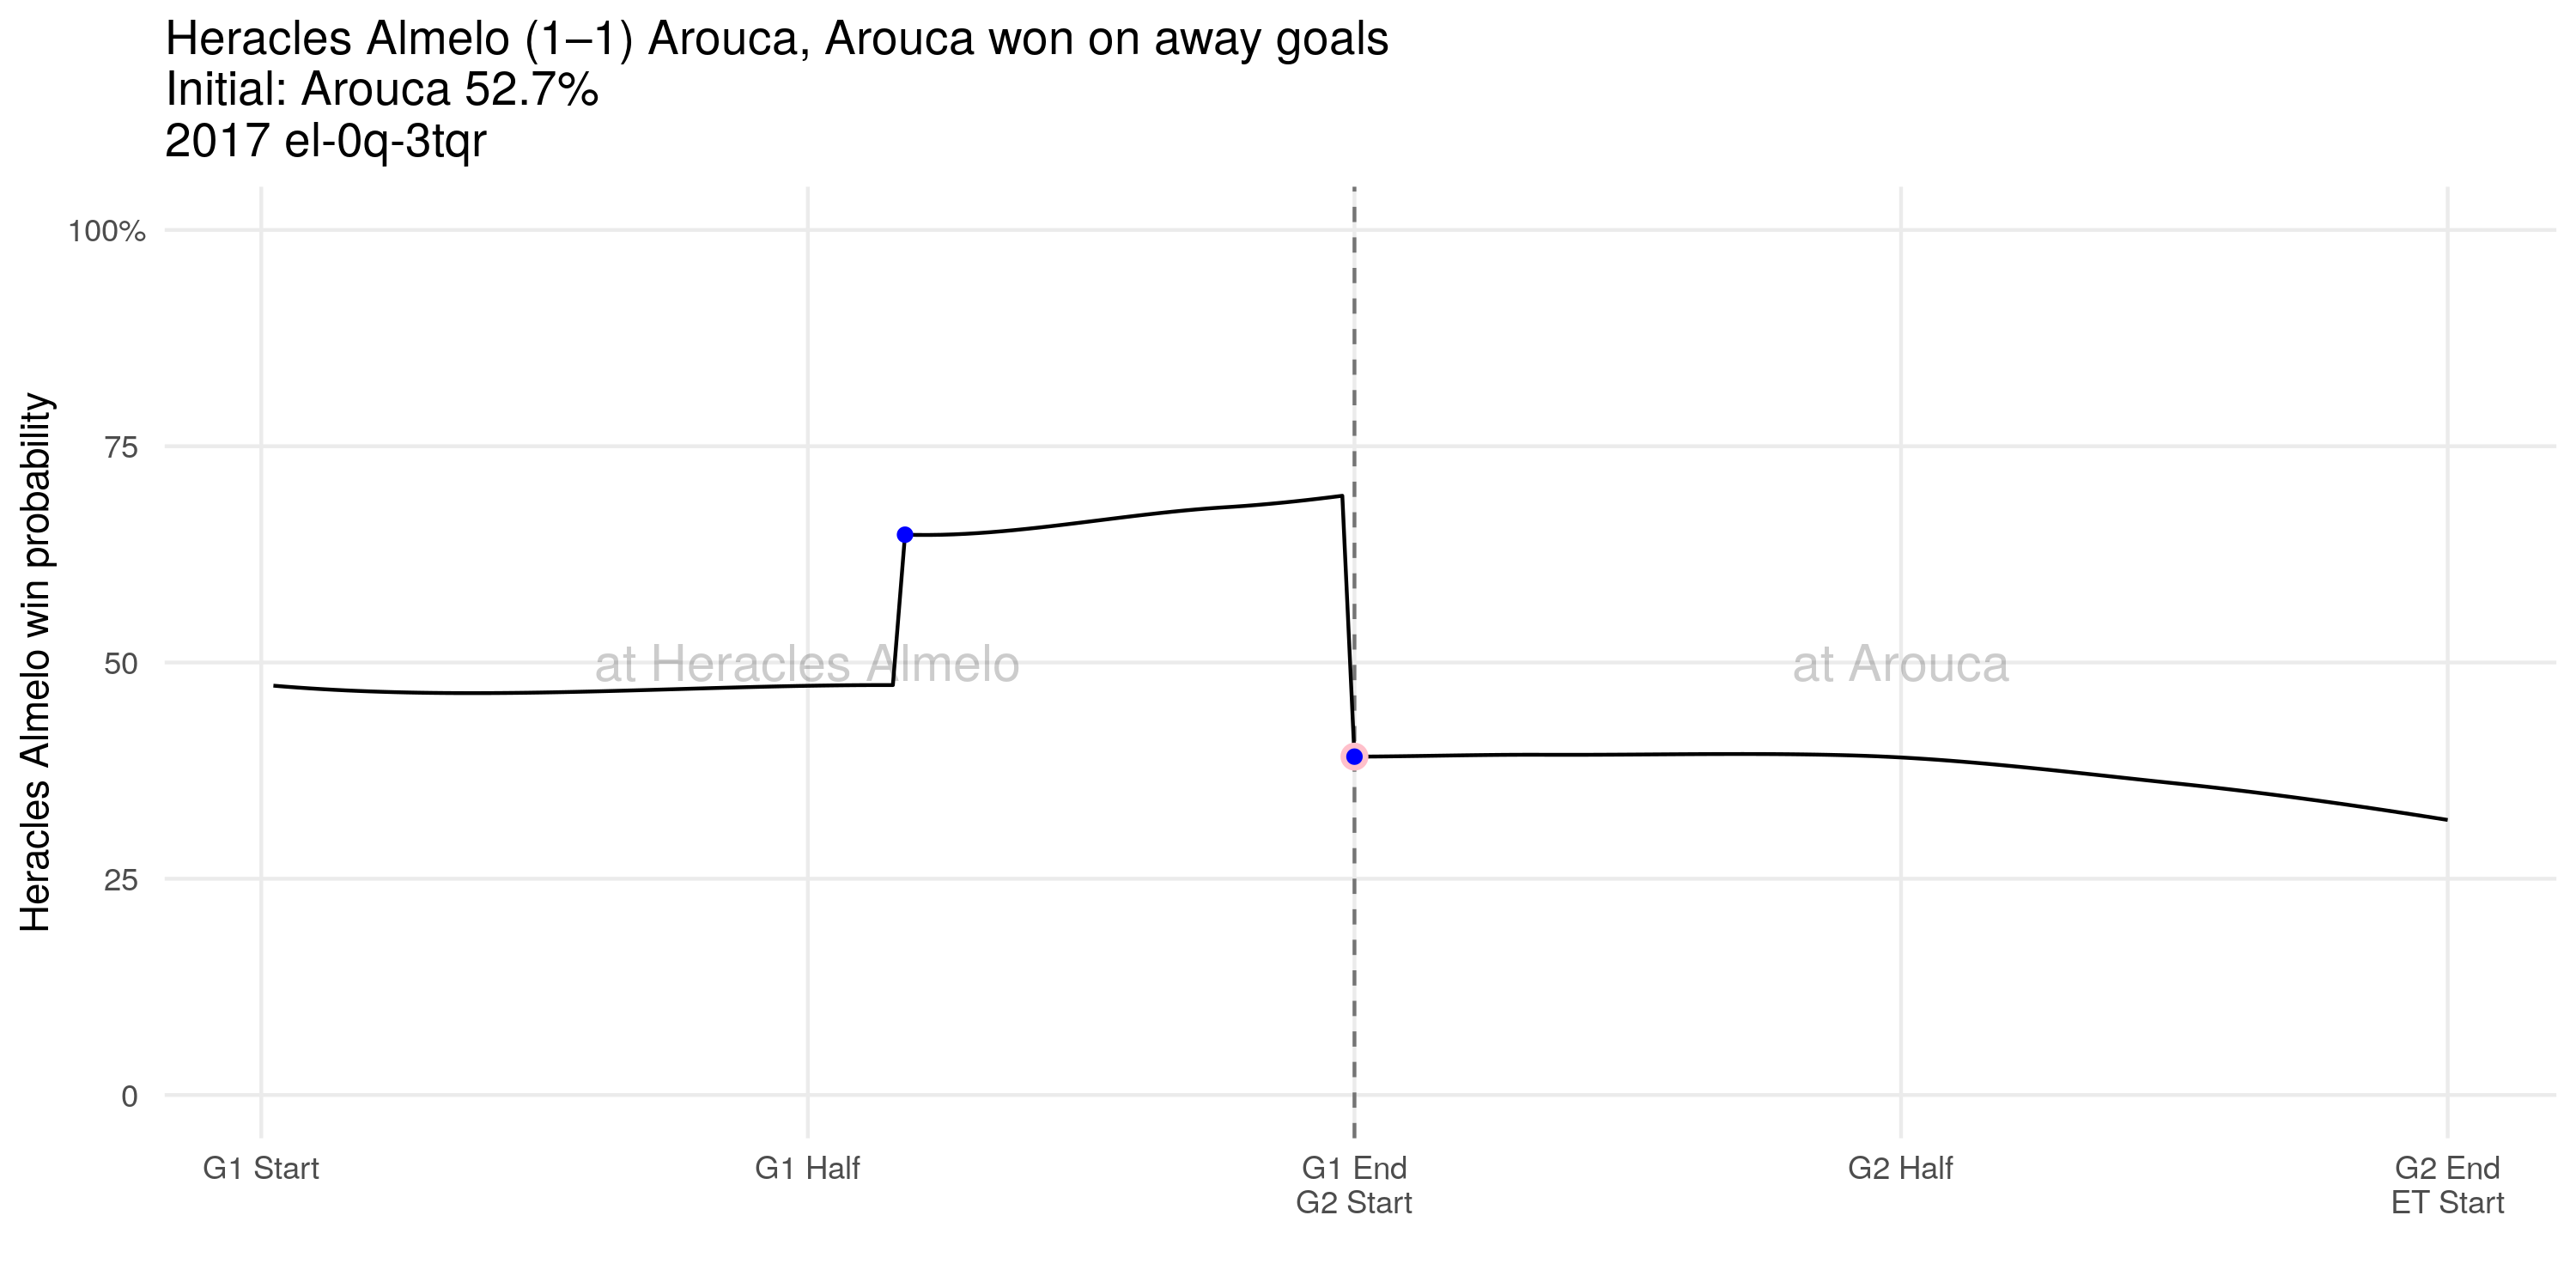 Heracles Almelo (1–1) Arouca, Arouca won on away goals
Initial: Arouca 52.7%
2017 el-0q-3tqr
Heracles Almelo win probability
100%
75
50
25
0
at Heracles Almelo
at Arouca
G1 Start
G1 Half
G1 End
G2 Start
G2 Half
G2 End
ET Start